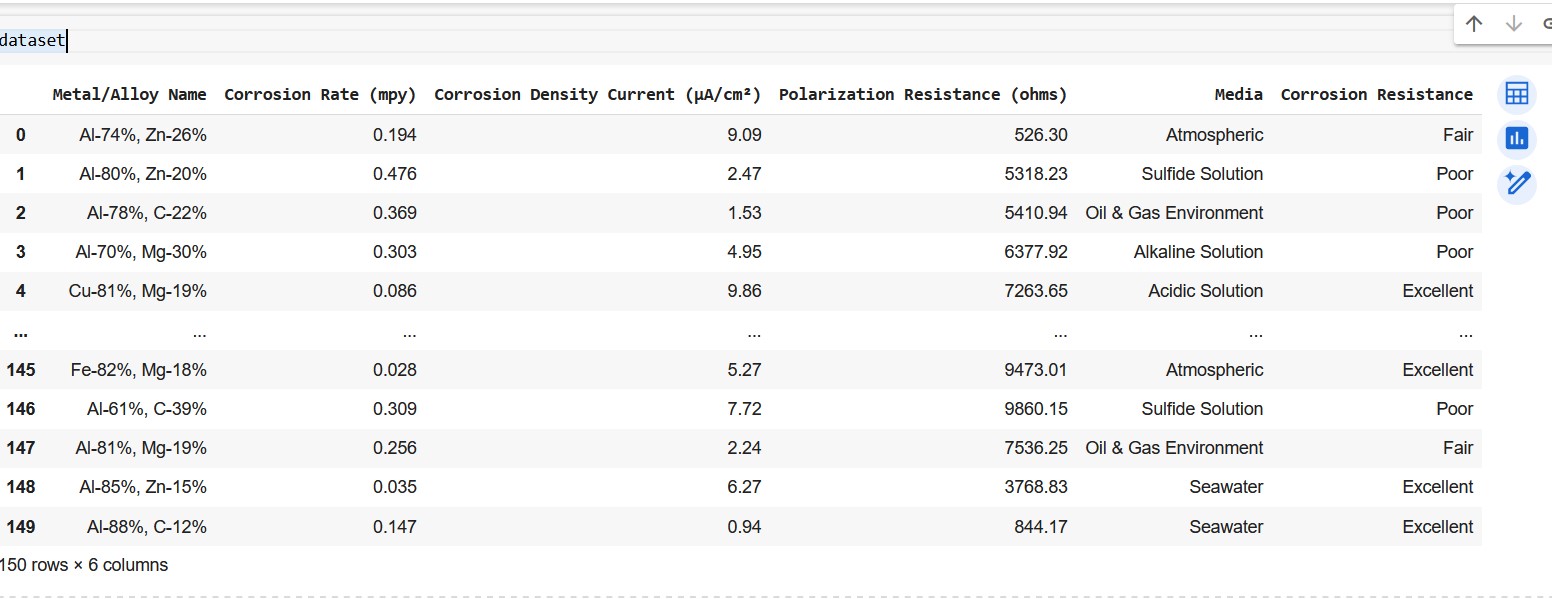 dataset
Metal/Alloy Name Corrosion Rate (mpy) Corrosion Density Current (μA/cm²) Polarization Resistance (ohms) Media Corrosion Resistance
0 Al-74%, Zn-26% 0.194 9.09 526.30 Atmospheric Fair
1 Al-80%, Zn-20% 0.476 2.47 5318.23 Sulfide Solution Poor
2 Al-78%, C-22% 0.369 1.53 5410.94 Oil & Gas Environment Poor
3 Al-70%, Mg-30% 0.303 4.95 6377.92 Alkaline Solution Poor
4 Cu-81%, Mg-19% 0.086 9.86 7263.65 Acidic Solution Excellent
... ... ... ... ... ... ...
145 Fe-82%, Mg-18% 0.028 5.27 9473.01 Atmospheric Excellent
146 Al-61%, C-39% 0.309 7.72 9860.15 Sulfide Solution Poor
147 Al-81%, Mg-19% 0.256 2.24 7536.25 Oil & Gas Environment Fair
148 Al-85%, Zn-15% 0.035 6.27 3768.83 Seawater Excellent
149 Al-88%, C-12% 0.147 0.94 844.17 Seawater Excellent
150 rows × 6 columns